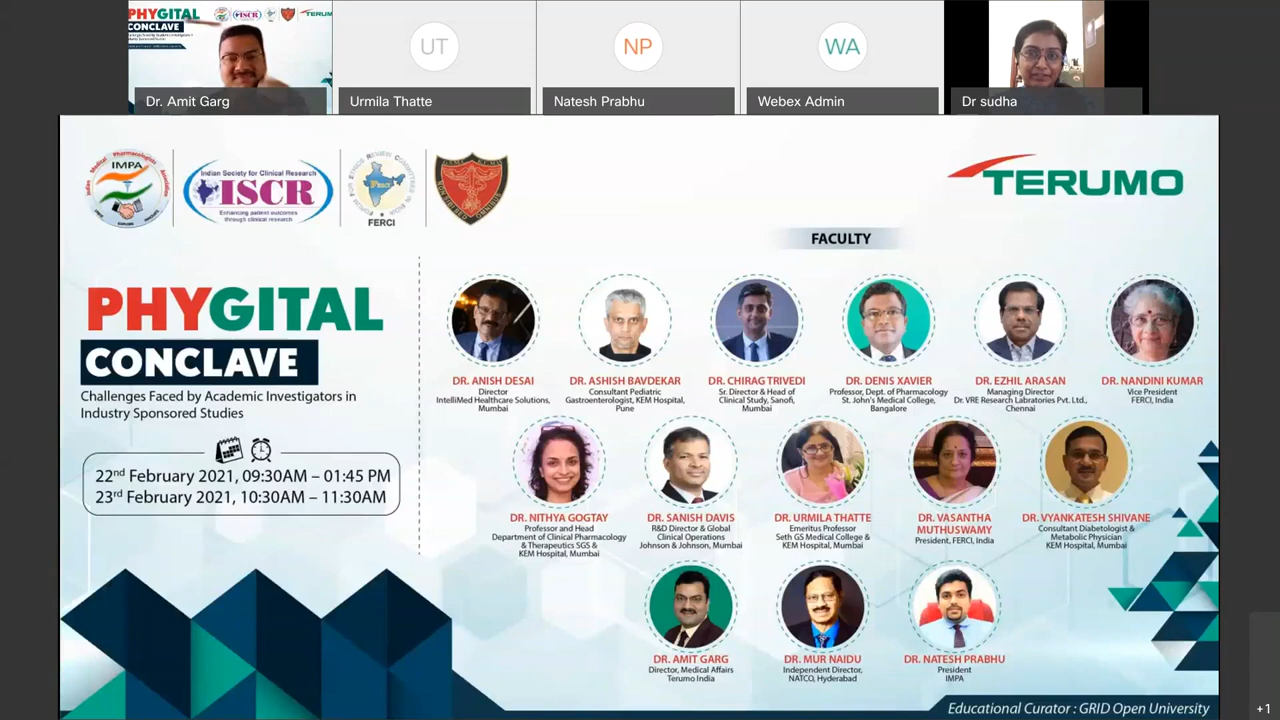 PHYGITAL
CONCLAVE
ISCR
TERUMO
Dr. Amit Garg
UT
Urmila Thatte
NP
Natesh Prabhu
WA
Webex Admin
Dr sudha
Indian Medical Pharmacologists Association
IMPA
Indian Society for Clinical Research
ISCR
Enhancing patient outcomes
through clinical research
FERCI
TERUMO
FACULTY
PHYGITAL
CONCLAVE
Challenges Faced by Academic Investigators in
Industry Sponsored Studies
22nd February 2021, 09:30AM – 01:45 PM
23rd February 2021, 10:30AM – 11:30AM
DR. ANISH DESAI
Director
IntelliMed Healthcare Solutions,
Mumbai
DR. ASHISH BAVDEKAR
Consultant Pediatric
Gastroenterologist, KEM Hospital,
Pune
DR. CHIRAG TRIVEDI
Sr. Director & Head of
Clinical Study, Sanofi,
Mumbai
DR. DENIS XAVIER
Professor, Dept. of Pharmacology
St. John's Medical College,
Bangalore
DR. EZHIL ARASAN
Managing Director
Dr. VRE Research Labratories Pvt. Ltd.,
Chennai
DR. NANDINI KUMAR
Vice President
FERCI, India
DR. NITHYA GOGTAY
Professor and Head
Department of Clinical Pharmacology
& Therapeutics SGS &
KEM Hospital, Mumbai
DR. SANISH DAVIS
R&D Director & Global
Clinical Operations
Johnson & Johnson, Mumbai
DR. URMILA THATTE
Emeritus Professor
Seth GS Medical College &
KEM Hospital, Mumbai
DR. VASANTHA
MUTHUSWAMY
President, FERCI, India
DR. VYANKATESH SHIVANE
Consultant Diabetologist &
Metabolic Physician
KEM Hospital, Mumbai
DR. AMIT GARG
Director, Medical Affairs
Terumo India
DR. MUR NAIDU
Independent Director,
NATCO, Hyderabad
DR. NATESH PRABHU
President
IMPA
Educational Curator : GRID Open University
+1